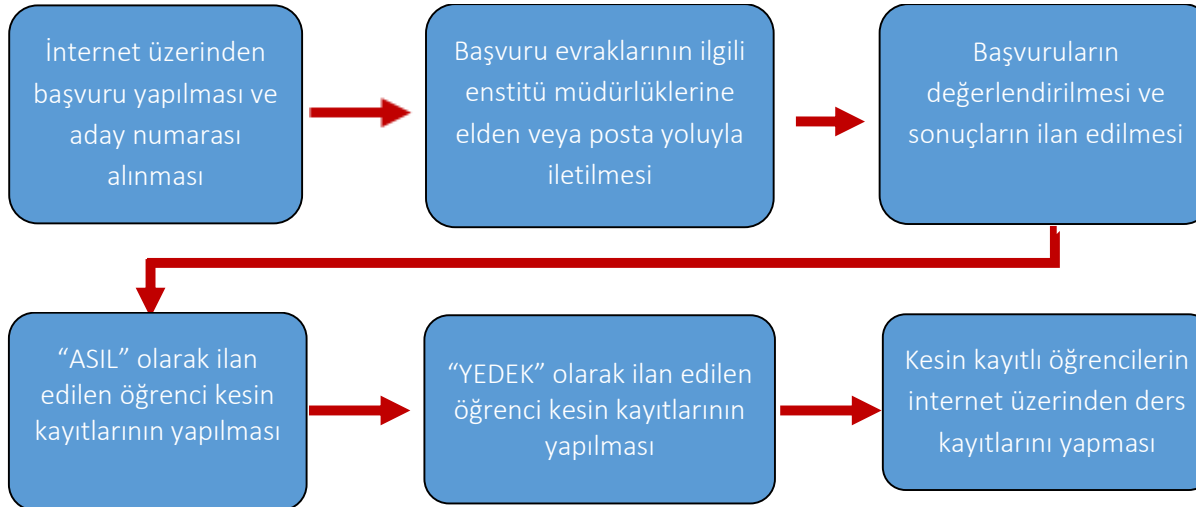 İnternet üzerinden
başvuru yapılması ve
aday numarası
alınması
Başvuru evraklarının ilgili
enstitü müdürlüklerine
elden veya posta yoluyla
iletilmesi
Başvuruların
değerlendirilmesi ve
sonuçların ilan edilmesi
“ASIL” olarak ilan
edilen öğrenci kesin
kayıtlarının yapılması
“YEDEK” olarak ilan edilen
öğrenci kesin kayıtlarının
yapılması
Kesin kayıtlı öğrencilerin
internet üzerinden ders
kayıtlarını yapması